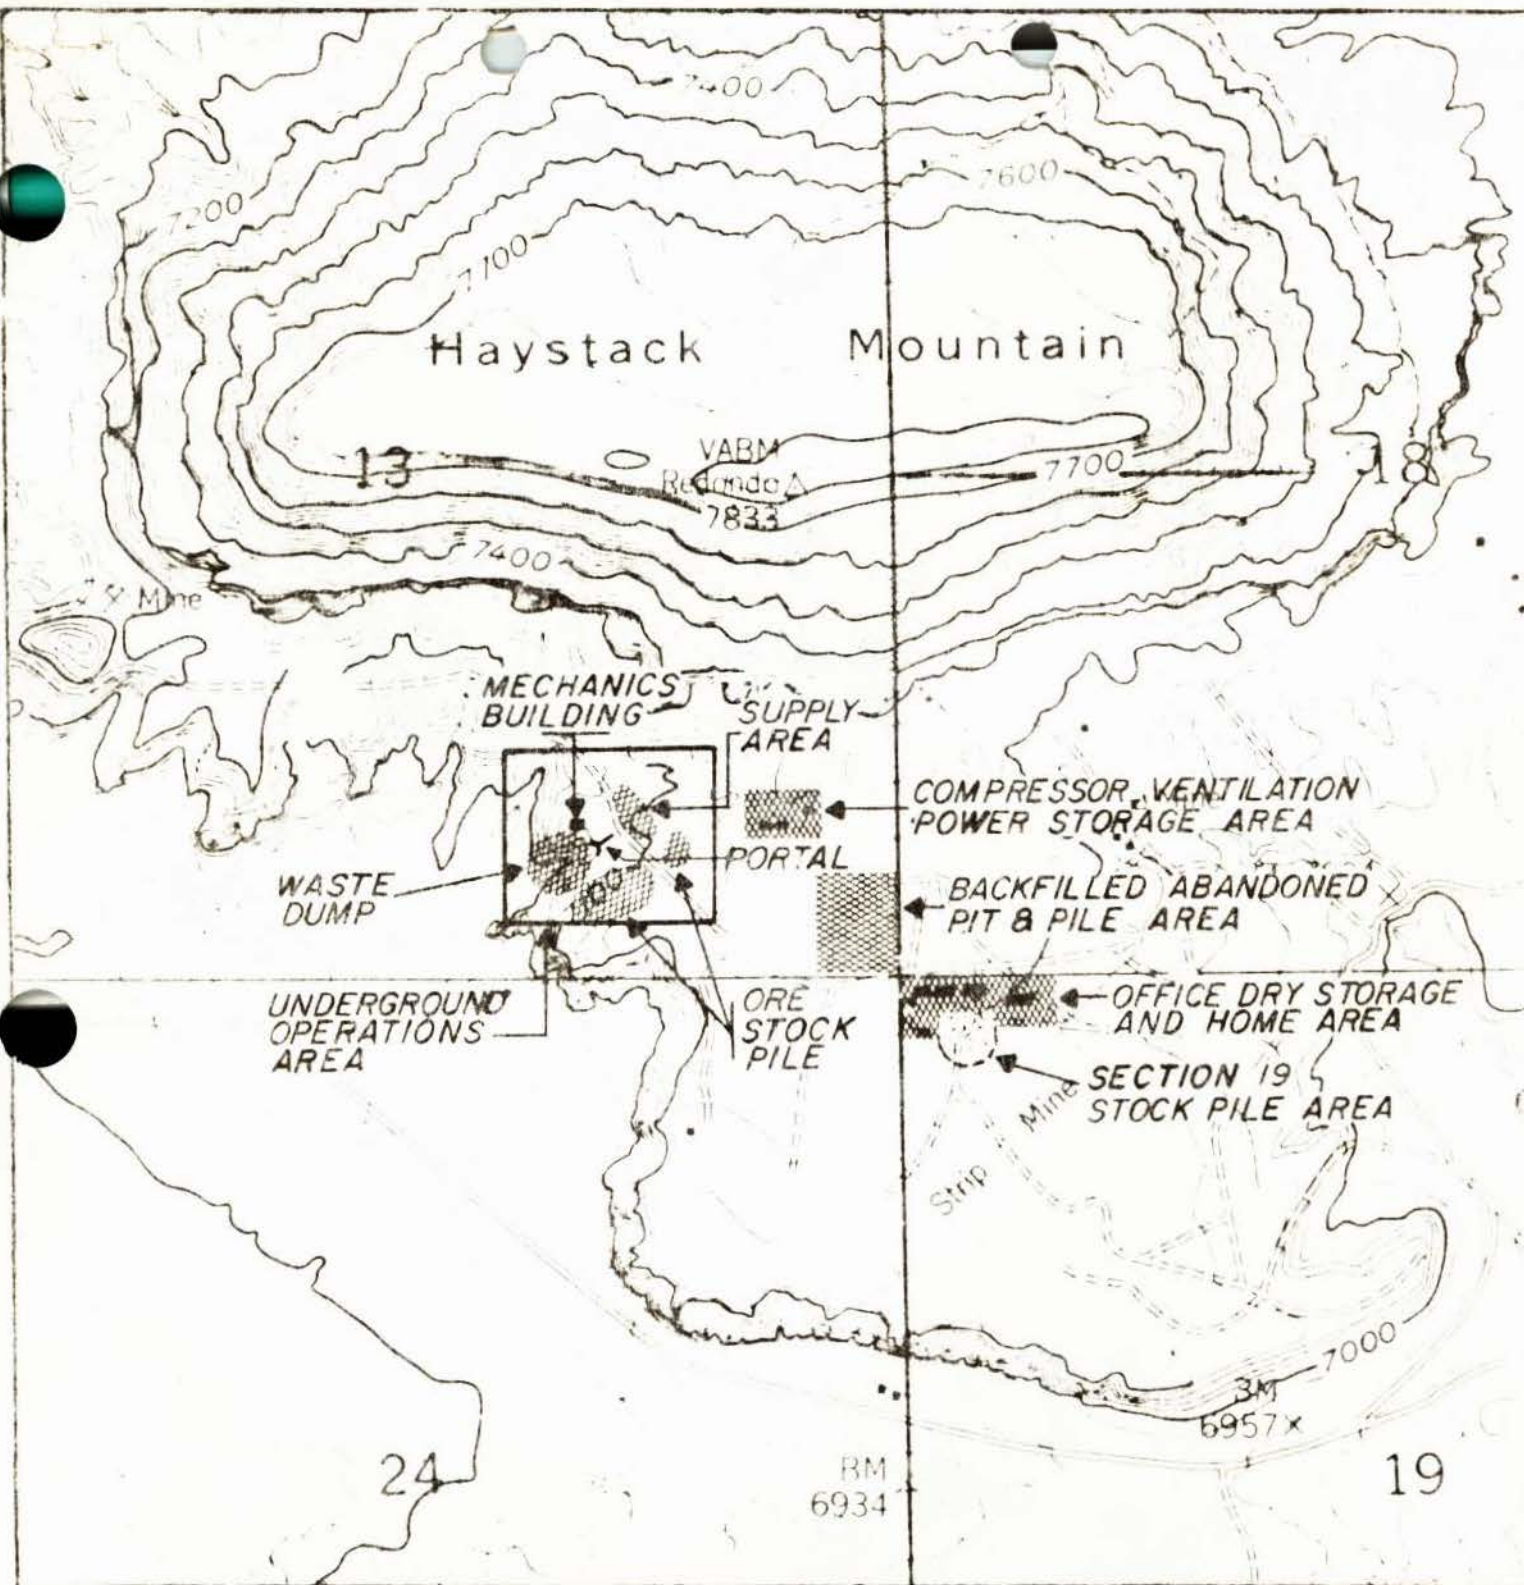 7400
7600
7200
7700
Haystack Mountain
VABM
13
7700
18
Redondo
7833
7400
Mine
MECHANICS
BUILDING
SUPPLY
AREA
COMPRESSOR, VENTILATION
POWER STORAGE AREA
PORTAL
WASTE
DUMP
BACKFILLED ABANDONED
PIT & PILE AREA
UNDERGROUND
OPERATIONS
AREA
ORE
STOCK
PILE
OFFICE DRY STORAGE
AND HOME AREA
SECTION 19
STOCK PILE AREA
Strip Mine
7000
BM
6957
24
BM
6934
19